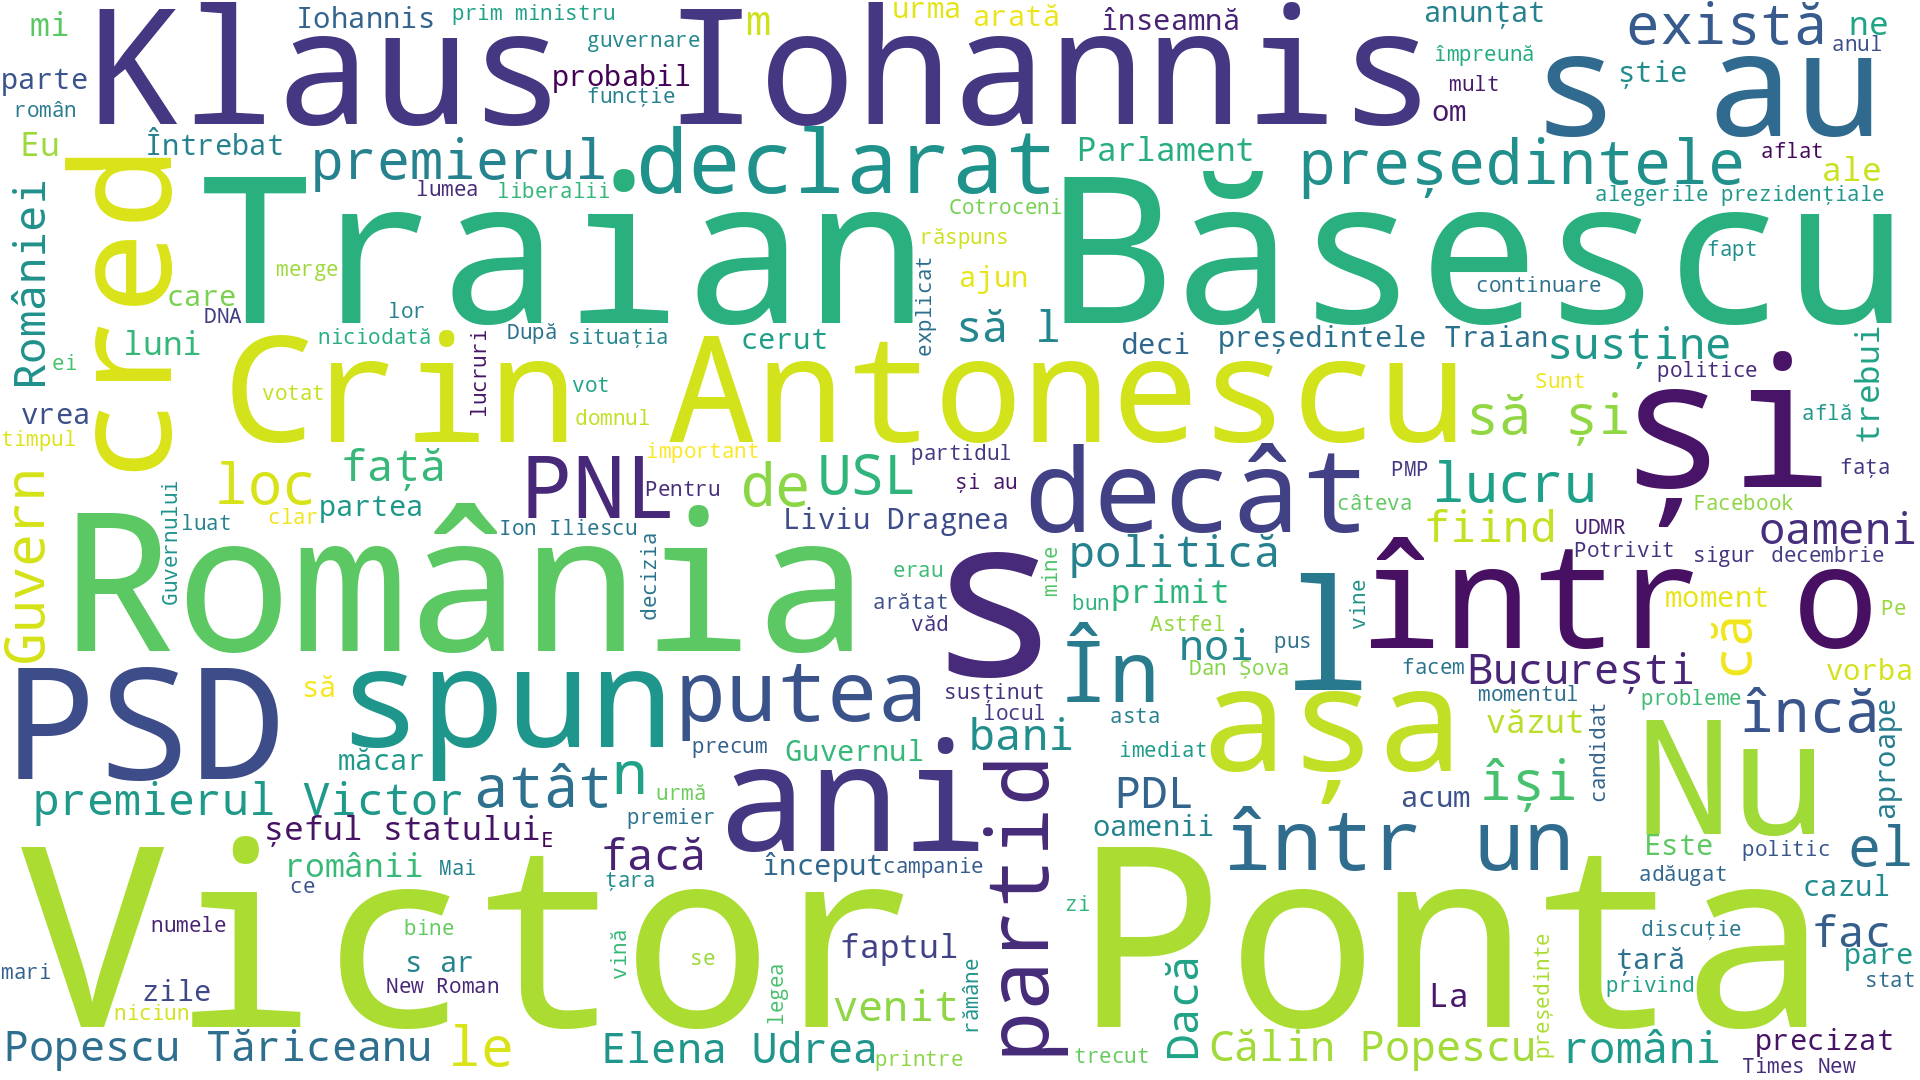 mi
Iohannis
prim ministru
m
urma
arată
înseamnă
anunțat
există
ne
Klaus Iohannis
guvernare
s au
anul
parte
probabil
împreună
știe
român
funcție
mult
om
Eu
Întrebat
premierul
declarat
Parlament
președintele
aflat
ale
cred
lumea
liberalii
alegerile prezidențiale
României
Traian Băsescu
Cotroceni
răspuns
fapt
merge
ajun
continuare
care
DNA
lor
explicat
luni
niciodată
După
situația
cerut
să l
deci
președintele Traian
susține
trebui
ei
lucruri
Crin Antonescu
politice
votat
vot
Sunt
și
vrea
domnul
să și
află
timpul
important
partidul
Guvern
loc
față
PNL
Pentru
de
USL
și au
decât
PMP
lucru
fața
partea
câteva
Facebook
Guvernului
luat
clar
Ion Iliescu
Liviu Dragnea
fiind
UDMR
oameni
România
decizia
s
politică
Potrivit
sigur
decembrie
erau
mine
l
într o
arătat
bun
primit
vine
moment
Pe
văd
Astfel
În
noi
pus
că
PSD
spun
putea
Dan Șova
facem
București
vorba
să
susținut
așa
momentul
probleme
încă
locul
asta
văzut
Nu
precum
Guvernul
bani
imediat
candidat
aproape
măcar
ani
partid
premierul Victor
atât
n
urmă
PDL
acum
își
șeful statului
E
premier
oamenii
într un
Este
politic
el
Victor Ponta
românii
Mai
facă
început
campanie
adăugat
ce
țara
cazul
numele
bine
vină
zi
discuție
fac
mari
s ar
se
faptul
Dacă
președinte
țară
pare
zile
New Roman
legea
rămâne
La
privind
stat
niciun
venit
Popescu Tăriceanu
le
Elena Udrea
printre
trecut
Călin Popescu
români
precizat
Times New